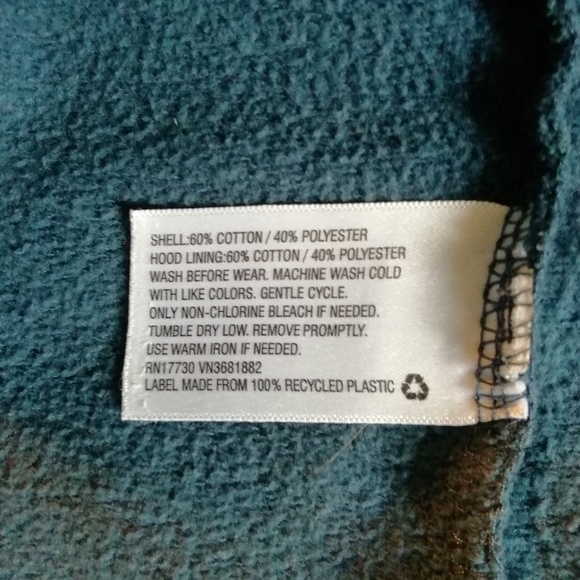 SHELL:60% COTTON / 40% POLYESTER
HOOD LINING:60% COTTON / 40% POLYESTER
WASH BEFORE WEAR. MACHINE WASH COLD
WITH LIKE COLORS. GENTLE CYCLE.
ONLY NON-CHLORINE BLEACH IF NEEDED.
TUMBLE DRY LOW. REMOVE PROMPTLY.
USE WARM IRON IF NEEDED.
RN17730 VN3681882
LABEL MADE FROM 100% RECYCLED PLASTIC